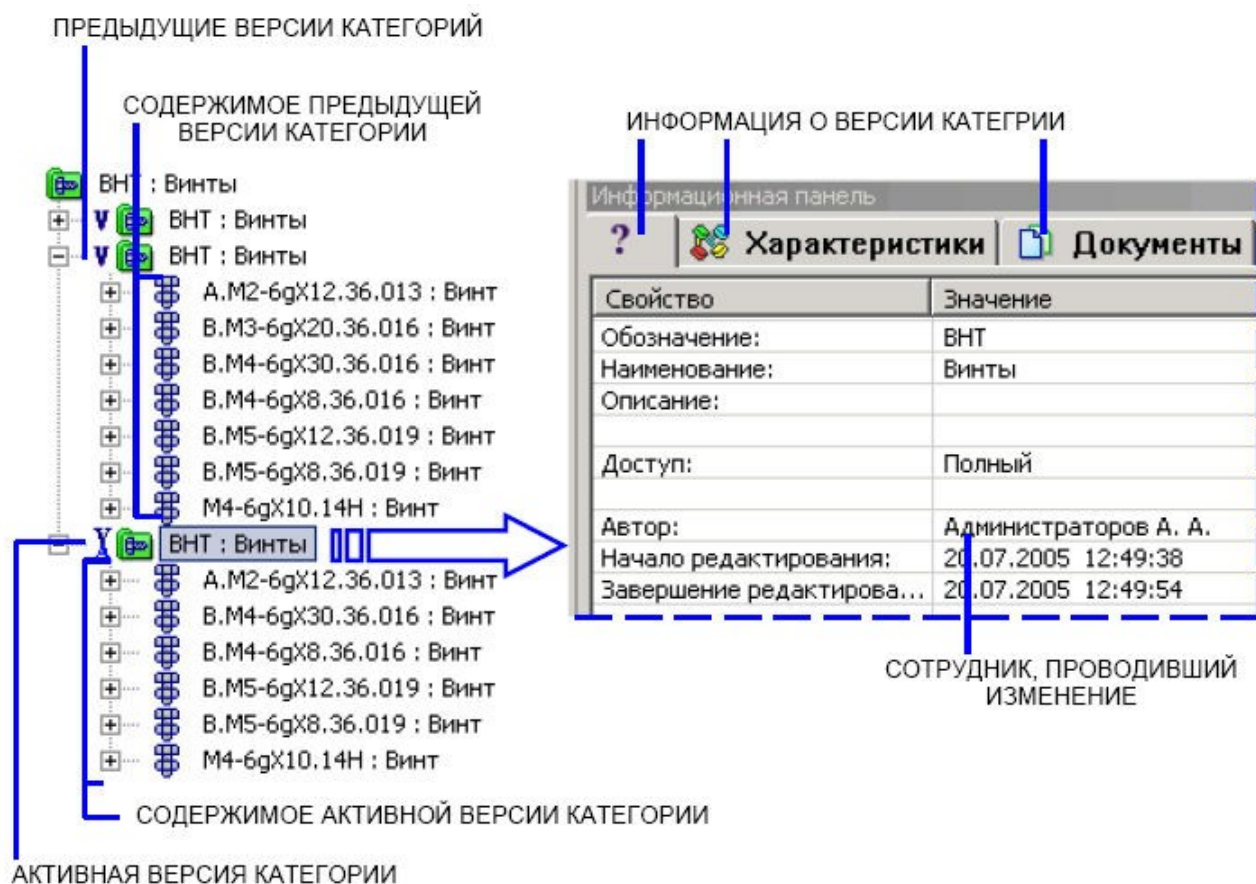 ПРЕДЫДУЩИЕ ВЕРСИИ КАТЕГОРИЙ
СОДЕРЖИМОЕ ПРЕДЫДУЩЕЙ
ВЕРСИИ КАТЕГОРИИ
ВНТ : Винты
V ВНТ : Винты
V ВНТ : Винты
A.M2-6gX12.36.013 : Винт
B.M3-6gX20.36.016 : Винт
B.M4-6gX30.36.016 : Винт
B.M4-6gX8.36.016 : Винт
B.M5-6gX12.36.019 : Винт
B.M5-6gX8.36.019 : Винт
M4-6gX10.14H : Винт
V ВНТ : Винты
A.M2-6gX12.36.013 : Винт
B.M4-6gX30.36.016 : Винт
B.M4-6gX8.36.016 : Винт
B.M5-6gX12.36.019 : Винт
B.M5-6gX8.36.019 : Винт
M4-6gX10.14H : Винт
СОДЕРЖИМОЕ АКТИВНОЙ ВЕРСИИ КАТЕГОРИИ
АКТИВНАЯ ВЕРСИЯ КАТЕГОРИИ
ИНФОРМАЦИЯ О ВЕРСИИ КАТЕГРИИ
Информационная панель
? Характеристики Документы
Свойство Значение
Обозначение: ВНТ
Наименование: Винты
Описание:
Доступ: Полный
Автор: Администраторов А. А.
Начало редактирования: 20.07.2005 12:49:38
Завершение редактирова... 20.07.2005 12:49:54
СОТРУДНИК, ПРОВОДИВШИЙ
ИЗМЕНЕНИЕ